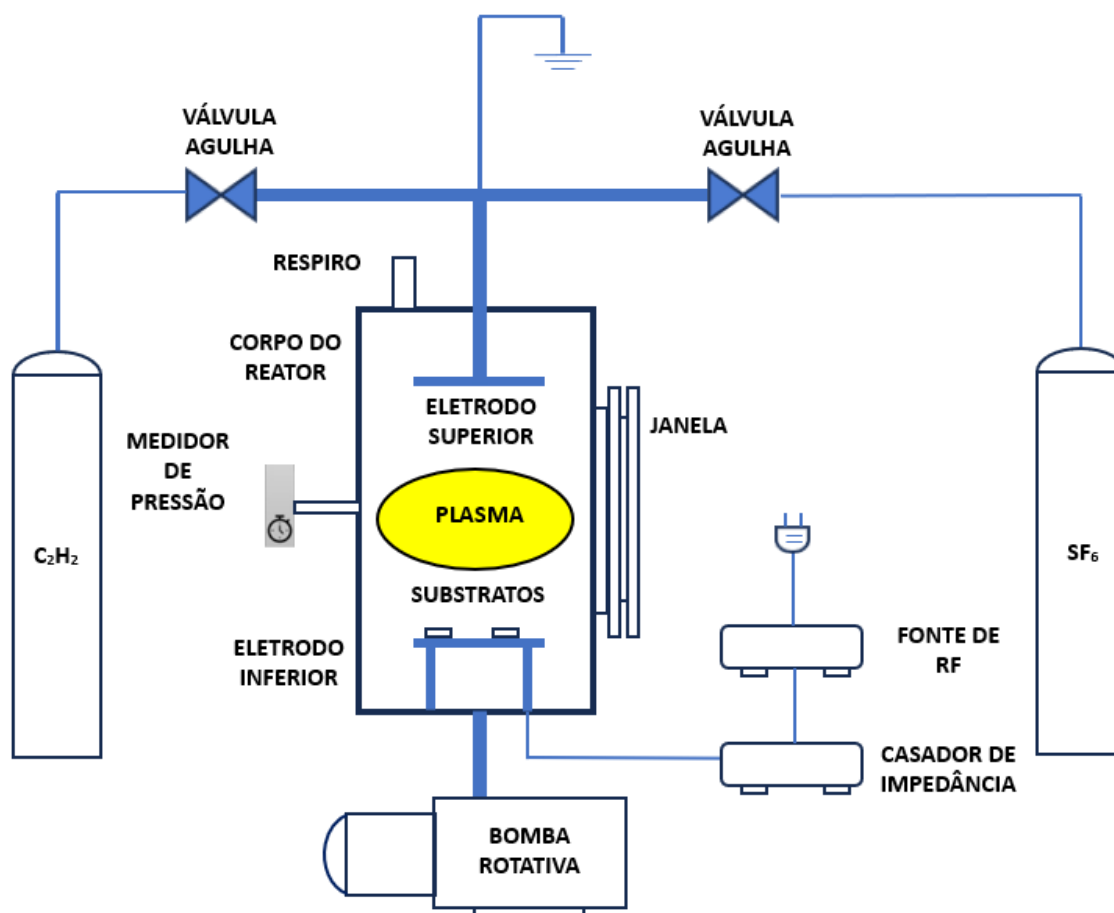 VÁLVULA
AGULHA
VÁLVULA
AGULHA
RESPIRO
CORPO DO
REATOR
ELETRODO
SUPERIOR
JANELA
MEDIDOR
DE
PRESSÃO
PLASMA
C₂H₂
SF₆
SUBSTRATOS
ELETRODO
INFERIOR
FONTE DE
RF
CASADOR DE
IMPEDÂNCIA
BOMBA
ROTATIVA